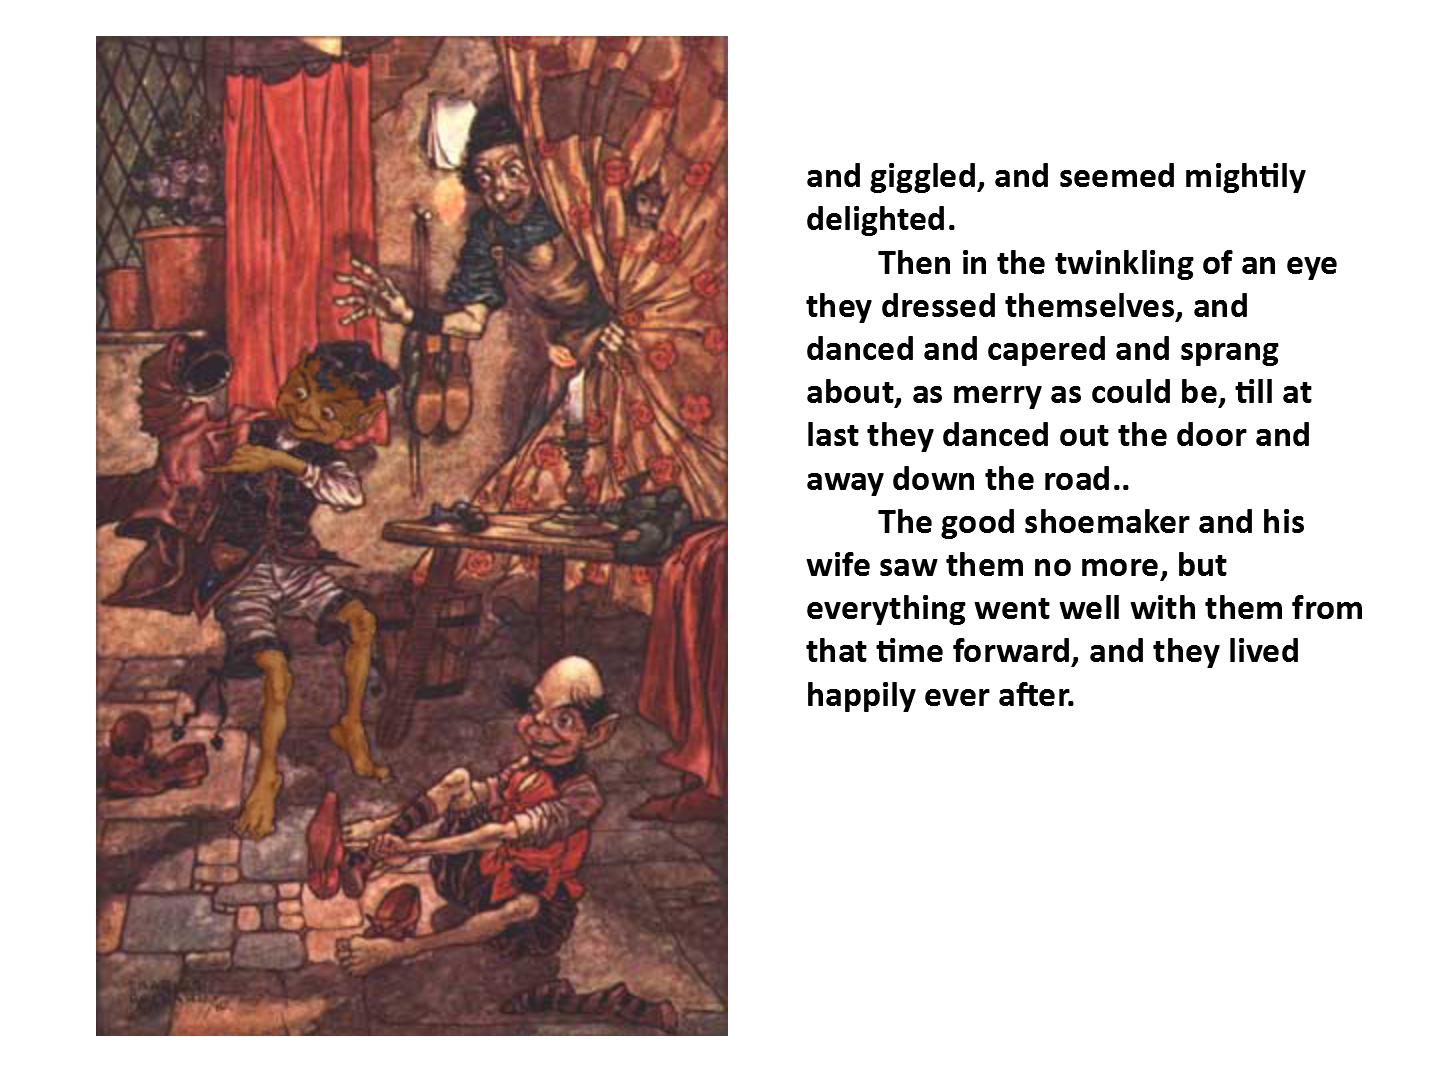 and giggled, and seemed mightily
delighted.
Then in the twinkling of an eye
they dressed themselves, and
danced and capered and sprang
about, as merry as could be, till at
last they danced out the door and
away down the road..
The good shoemaker and his
wife saw them no more, but
everything went well with them from
that time forward, and they lived
happily ever after.